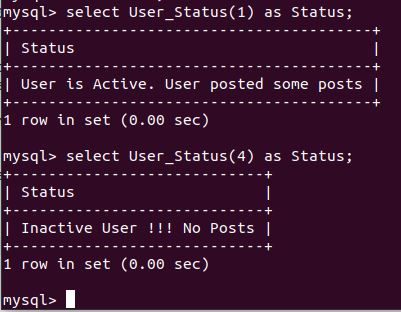 mysql> select User_Status(1) as Status;
+-----------------------------------------+
| Status                                  |
+-----------------------------------------+
| User is Active. User posted some posts |
+-----------------------------------------+
1 row in set (0.00 sec)
mysql> select User_Status(4) as Status;
+----------------------------+
| Status                     |
+----------------------------+
| Inactive User !!! No Posts |
+----------------------------+
1 row in set (0.00 sec)
mysql>